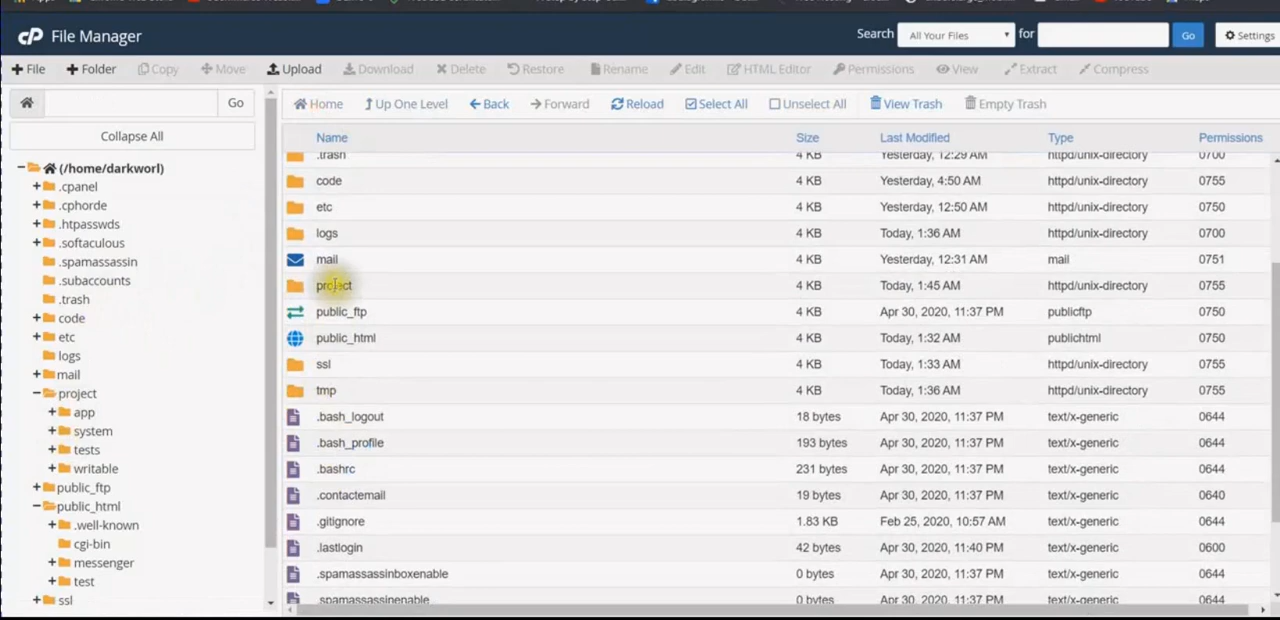 File Manager
Search All Your Files for Go Settings
File Folder Copy Move Upload Download Delete Restore Rename Edit HTML Editor Permissions View Extract Compress
Go
Home Up One Level Back Forward Reload Select All Unselect All View Trash Empty Trash
Collapse All
(/home/darkworl)
.cpanel
.cphorde
.htpasswds
.softaculous
.spamassassin
.subaccounts
.trash
code
etc
logs
mail
project
app
system
tests
writable
public_ftp
public_html
.well-known
cgi-bin
messenger
test
ssl
Name Size Last Modified Type Permissions
.trash 4 KB Yesterday, 12:29 AM httpd/unix-directory 0700
code 4 KB Yesterday, 4:50 AM httpd/unix-directory 0755
etc 4 KB Yesterday, 12:50 AM httpd/unix-directory 0750
logs 4 KB Today, 1:36 AM httpd/unix-directory 0700
mail 4 KB Yesterday, 12:31 AM mail 0751
project 4 KB Today, 1:45 AM httpd/unix-directory 0755
public_ftp 4 KB Apr 30, 2020, 11:37 PM publicftp 0750
public_html 4 KB Today, 1:32 AM publichtml 0750
ssl 4 KB Today, 1:33 AM httpd/unix-directory 0755
tmp 4 KB Today, 1:36 AM httpd/unix-directory 0755
.bash_logout 18 bytes Apr 30, 2020, 11:37 PM text/x-generic 0644
.bash_profile 193 bytes Apr 30, 2020, 11:37 PM text/x-generic 0644
.bashrc 231 bytes Apr 30, 2020, 11:37 PM text/x-generic 0644
.contactemail 19 bytes Apr 30, 2020, 11:37 PM text/x-generic 0640
.gitignore 1.83 KB Feb 25, 2020, 10:57 AM text/x-generic 0644
.lastlogin 42 bytes Apr 30, 2020, 11:40 PM text/x-generic 0600
.spamassassinboxenable 0 bytes Apr 30, 2020, 11:37 PM text/x-generic 0644
.spamassassinenable 0 bytes Apr 30, 2020, 11:37 PM text/x-generic 0644